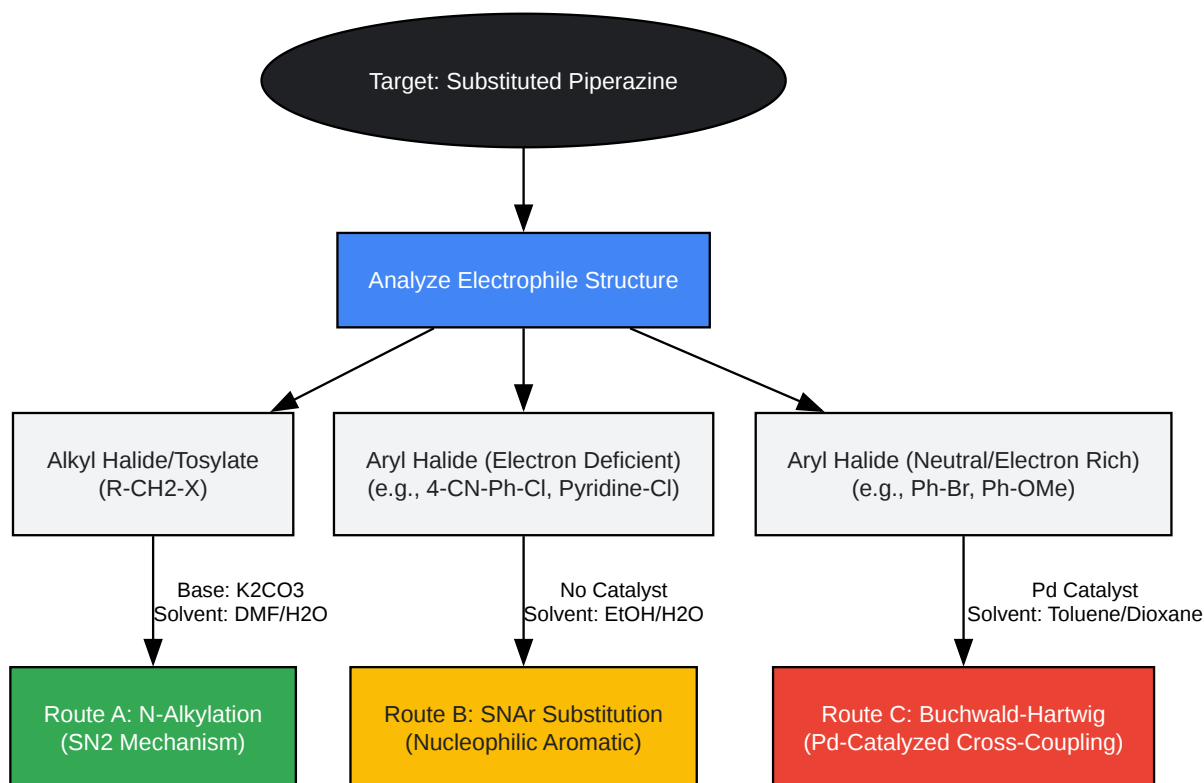 Target: Substituted Piperazine
Analyze Electrophile Structure
Alkyl Halide/Tosylate
(R-CH2-X)
Aryl Halide (Electron Deficient)
(e.g., 4-CN-Ph-Cl, Pyridine-Cl)
Aryl Halide (Neutral/Electron Rich)
(e.g., Ph-Br, Ph-OMe)
Base: K2CO3
Solvent: DMF/H2O
No Catalyst
Solvent: EtOH/H2O
Pd Catalyst
Solvent: Toluene/Dioxane
Route A: N-Alkylation
(SN2 Mechanism)
Route B: SNAr Substitution
(Nucleophilic Aromatic)
Route C: Buchwald-Hartwig
(Pd-Catalyzed Cross-Coupling)